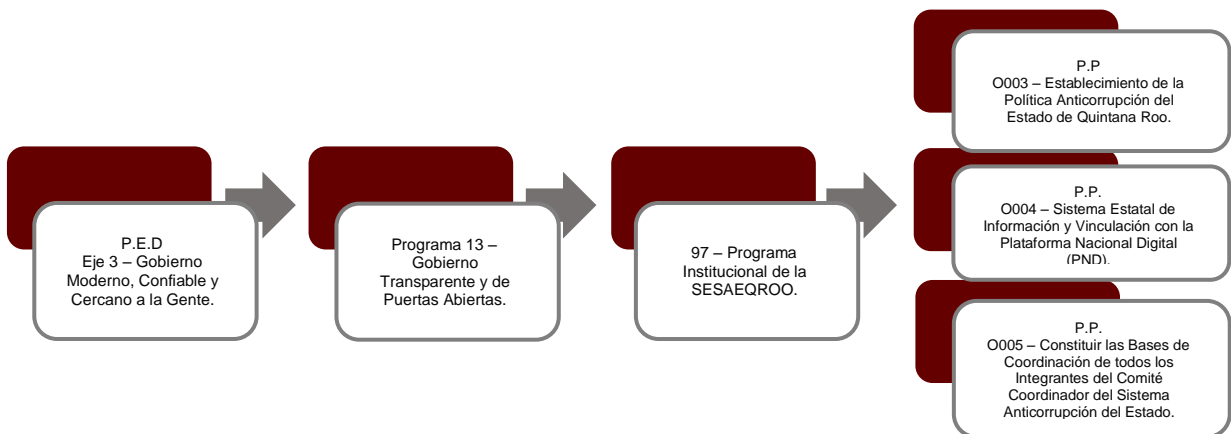 P.E.D
Eje 3 – Gobierno
Moderno, Confiable y
Cercano a la Gente.
Programa 13 –
Gobierno
Transparente y de
Puertas Abiertas.
97 – Programa
Institucional de la
SESAEQROO.
P.P
O003 – Establecimiento de la
Política Anticorrupción del
Estado de Quintana Roo.
P.P.
O004 – Sistema Estatal de
Información y Vinculación con la
Plataforma Nacional Digital
(PND).
P.P.
O005 – Constituir las Bases de
Coordinación de todos los
Integrantes del Comité
Coordinador del Sistema
Anticorrupción del Estado.